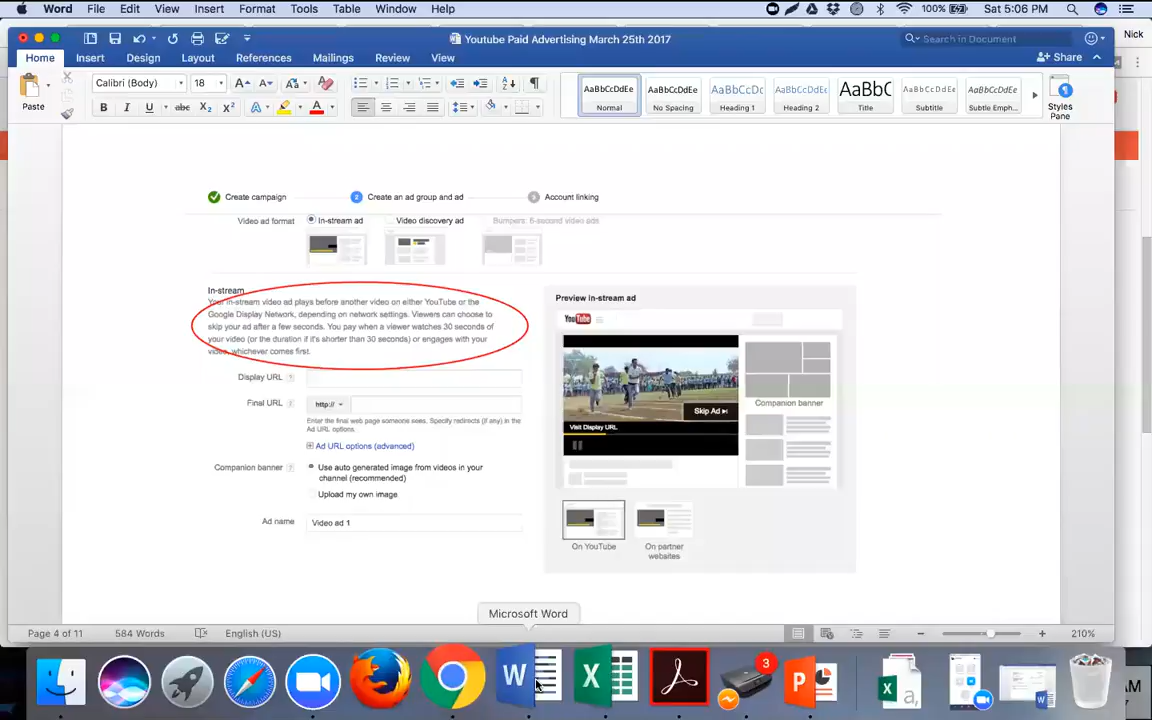 Word File Edit View Insert Format Tools Table Window Help 100% Sat 5:06 PM
Youtube Paid Advertising March 25th 2017
Search in Document
Nick
Home Insert Design Layout References Mailings Review View
Share
Paste
Calibri (Body) 18
B I U abc X₂ X²
AaBbCcDdEe AaBbCcDdEe AaBbCcDc AaBbCcDdEe AaBbC AaBbCcDdEe AaBbCcDdEe
Normal No Spacing Heading 1 Heading 2 Title Subtitle Subtle Emph...
Styles
Pane
Create campaign 2 Create an ad group and ad 3 Account linking
Video ad format In-stream ad Video discovery ad Bumpers: 6-second video ads
In-stream
Your in-stream video ad plays before another video on either YouTube or the
Google Display Network, depending on network settings. Viewers can choose to
skip your ad after a few seconds. You pay when a viewer watches 30 seconds of
your video (or the duration if it's shorter than 30 seconds) or engages with your
video, whichever comes first.
Display URL ?
Final URL ? http://
Enter the final web page someone sees. Specify redirects (if any) in the
Ad URL options.
Ad URL options (advanced)
Companion banner ? Use auto generated image from videos in your
channel (recommended)
Upload my own image
Ad name Video ad 1
Preview in-stream ad
YouTube
Skip Ad
Visit Display URL
Companion banner
On YouTube
On partner
websites
Microsoft Word
Page 4 of 11 584 Words English (US) 210%
W X 3 P X a, W
AM